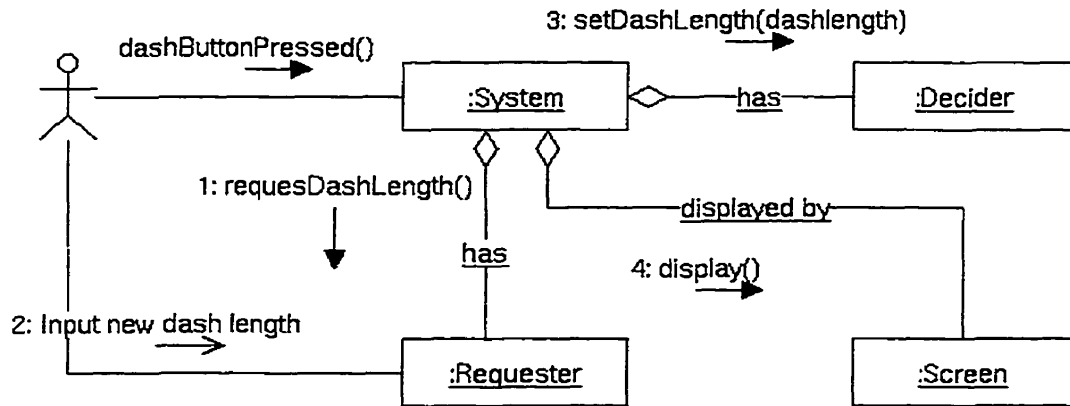 3: setDashLength(dashlength)
dashButtonPressed()
:System
has
:Decider
1: requesDashLength()
displayed by
has
4: display()
2: Input new dash length
:Requester
:Screen